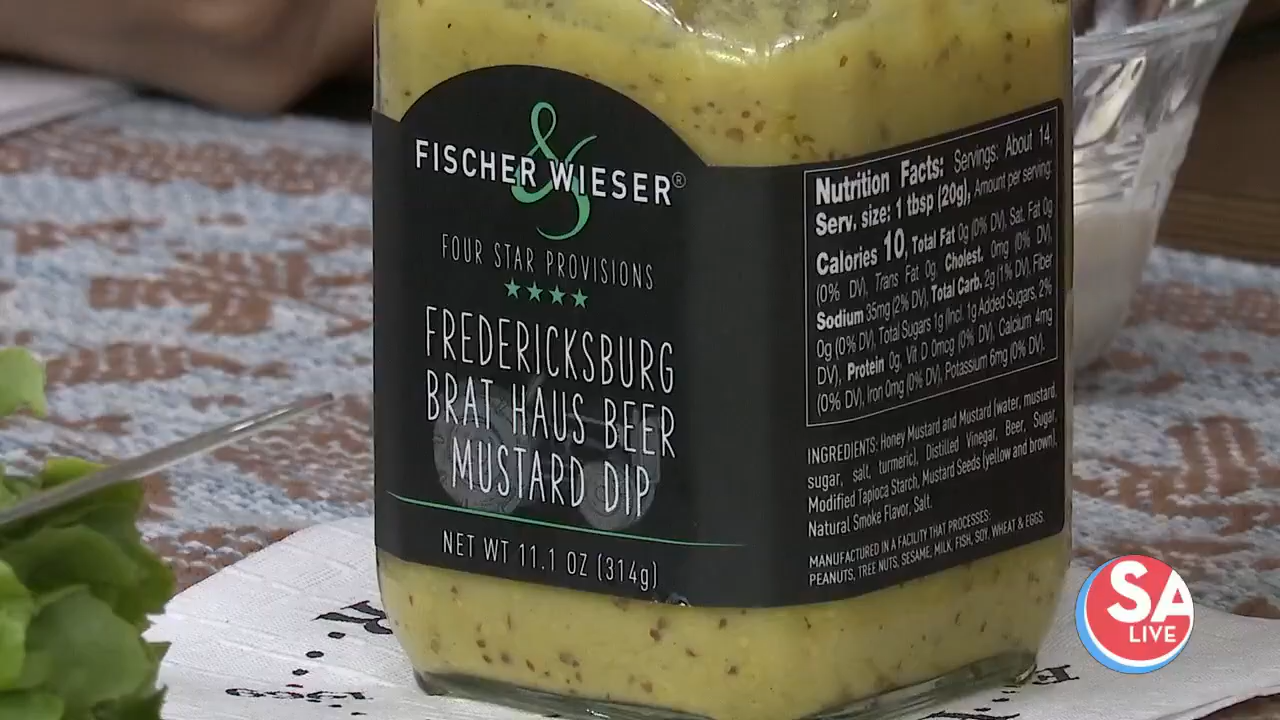 &
FISCHER WIESER®
FOUR STAR PROVISIONS
FREDERICKSBURG
BRAT HAUS BEER
MUSTARD DIP
NET WT 11.1 OZ (314g)
Nutrition Facts: Servings: About 14,
Serv. size: 1 tbsp (20g), Amount per serving:
Calories 10, Total Fat 0g (0% DV), Sat. Fat 0g
(0% DV), Trans Fat 0g, Cholest. 0mg (0% DV),
Sodium 35mg (2% DV), Total Carb. 2g (1% DV), Fiber
0g (0% DV), Total Sugars 1g (Incl. 1g Added Sugars, 2%
DV), Protein 0g, Vit D 0mcg (0% DV), Calcium 4mg
(0% DV), Iron 0mg (0% DV), Potassium 6mg (0% DV).
INGREDIENTS: Honey Mustard and Mustard (water, mustard,
sugar, salt, turmeric), Distilled Vinegar, Beer, Sugar,
Modified Tapioca Starch, Mustard Seeds (yellow and brown),
Natural Smoke Flavor, Salt.
MANUFACTURED IN A FACILITY THAT PROCESSES:
PEANUTS, TREE NUTS, SESAME, MILK, FISH, SOY, WHEAT & EGGS.
SA
LIVE